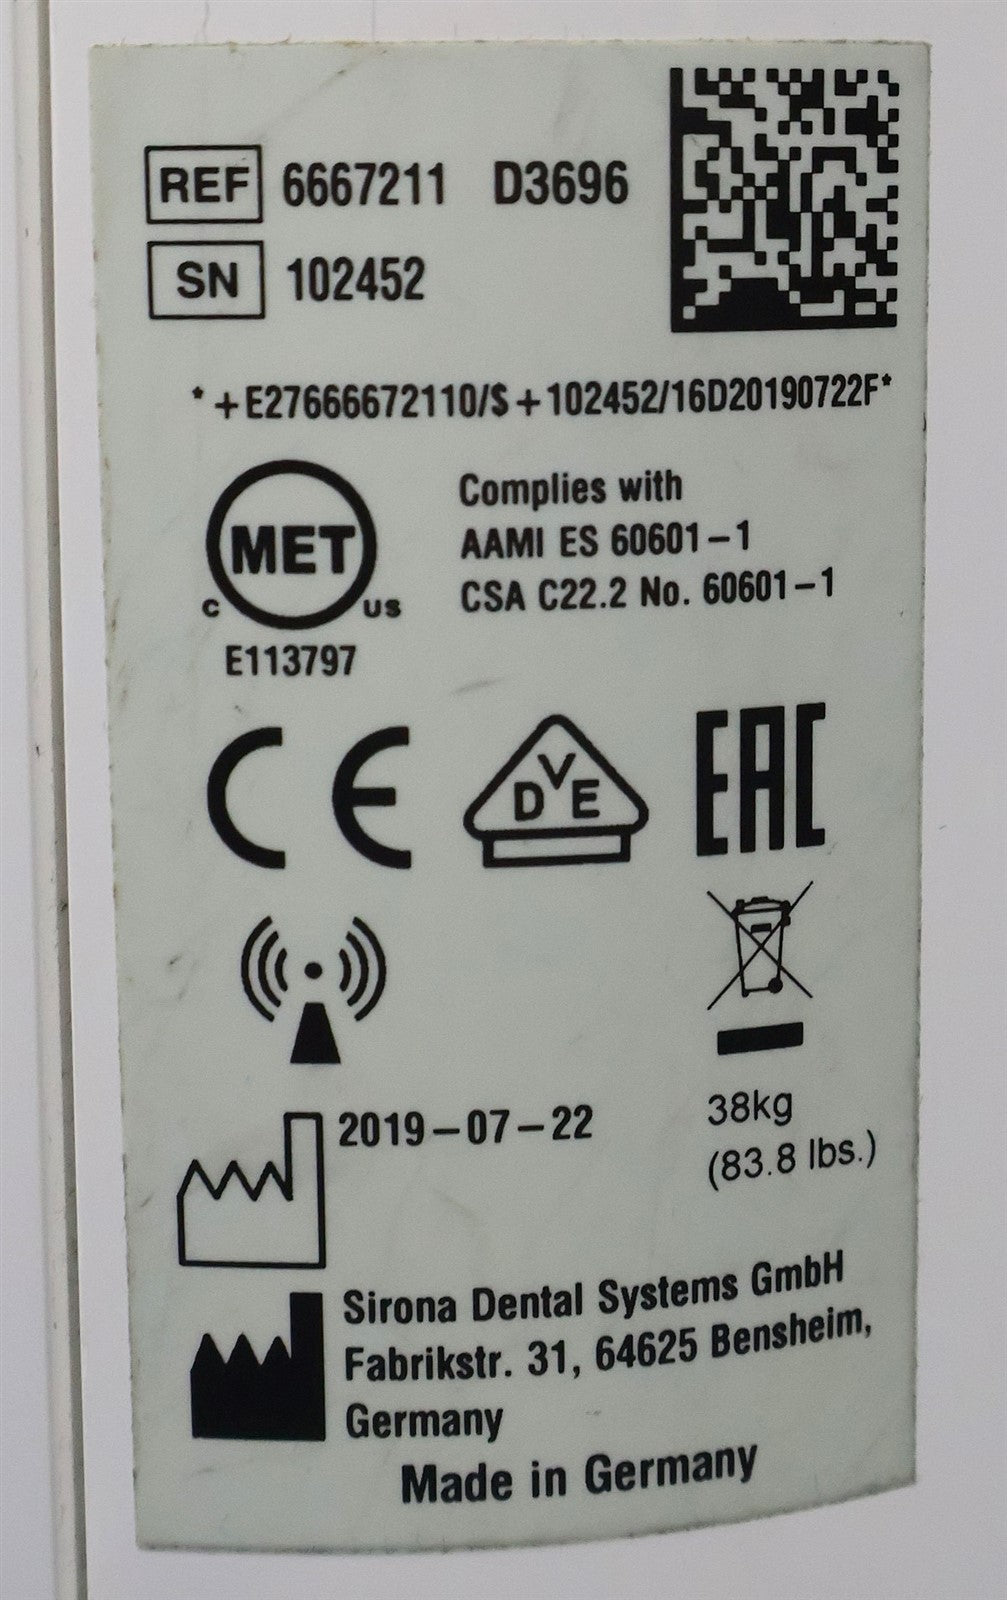 REF 6667211 D3696
SN 102452
*+E27666672110/$+102452/16D20190722F*
MET
C US
E113797
Complies with
AAMI ES 60601-1
CSA C22.2 No. 60601-1
CE
DVE
EAC
2019-07-22
38kg
(83.8 lbs.)
Sirona Dental Systems GmbH
Fabrikstr. 31, 64625 Bensheim,
Germany
Made in Germany